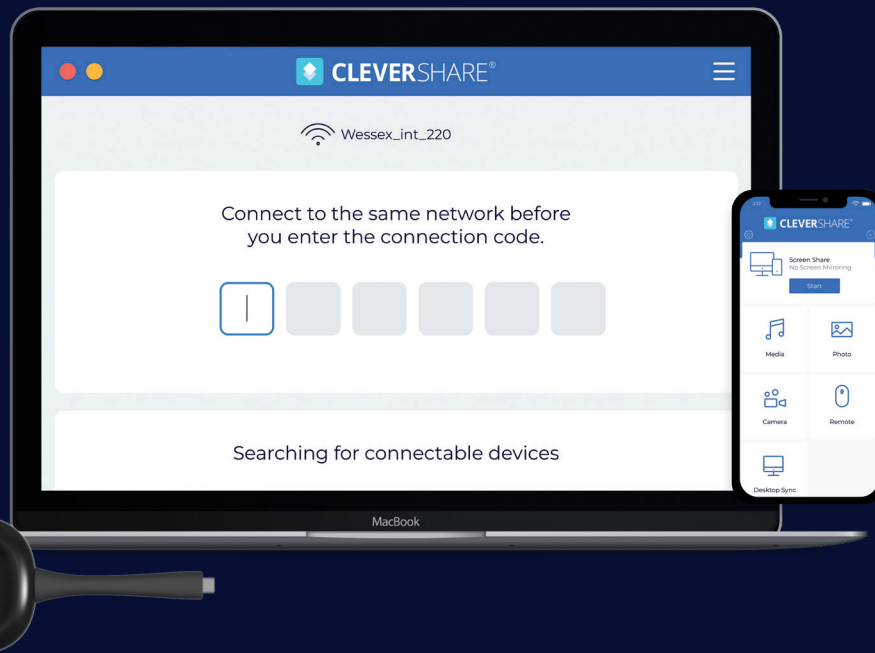 CLEVERSHARE®
Wessex_int_220
Connect to the same network before
you enter the connection code.
Searching for connectable devices
MacBook
CLEVERSHARE®
Screen Share
No Screen Mirroring
Start
Media
Photo
Camera
Remote
Desktop Sync